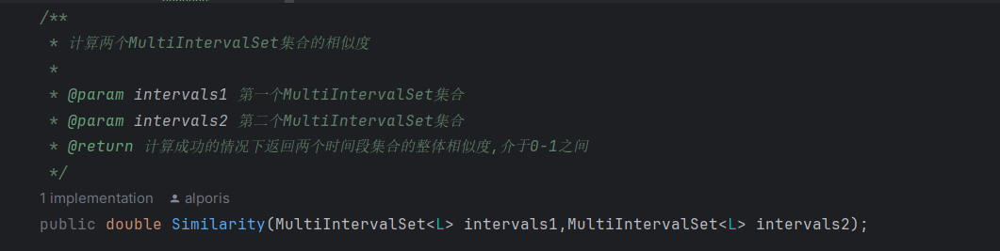 /**
* 计算两个MultiIntervalSet集合的相似度
*
* @param intervals1 第一个MultiIntervalSet集合
* @param intervals2 第二个MultiIntervalSet集合
* @return 计算成功的情况下返回两个时间段集合的整体相似度,介于0-1之间
*/
1 implementation alporis
public double Similarity(MultiIntervalSet<L> intervals1,MultiIntervalSet<L> intervals2);